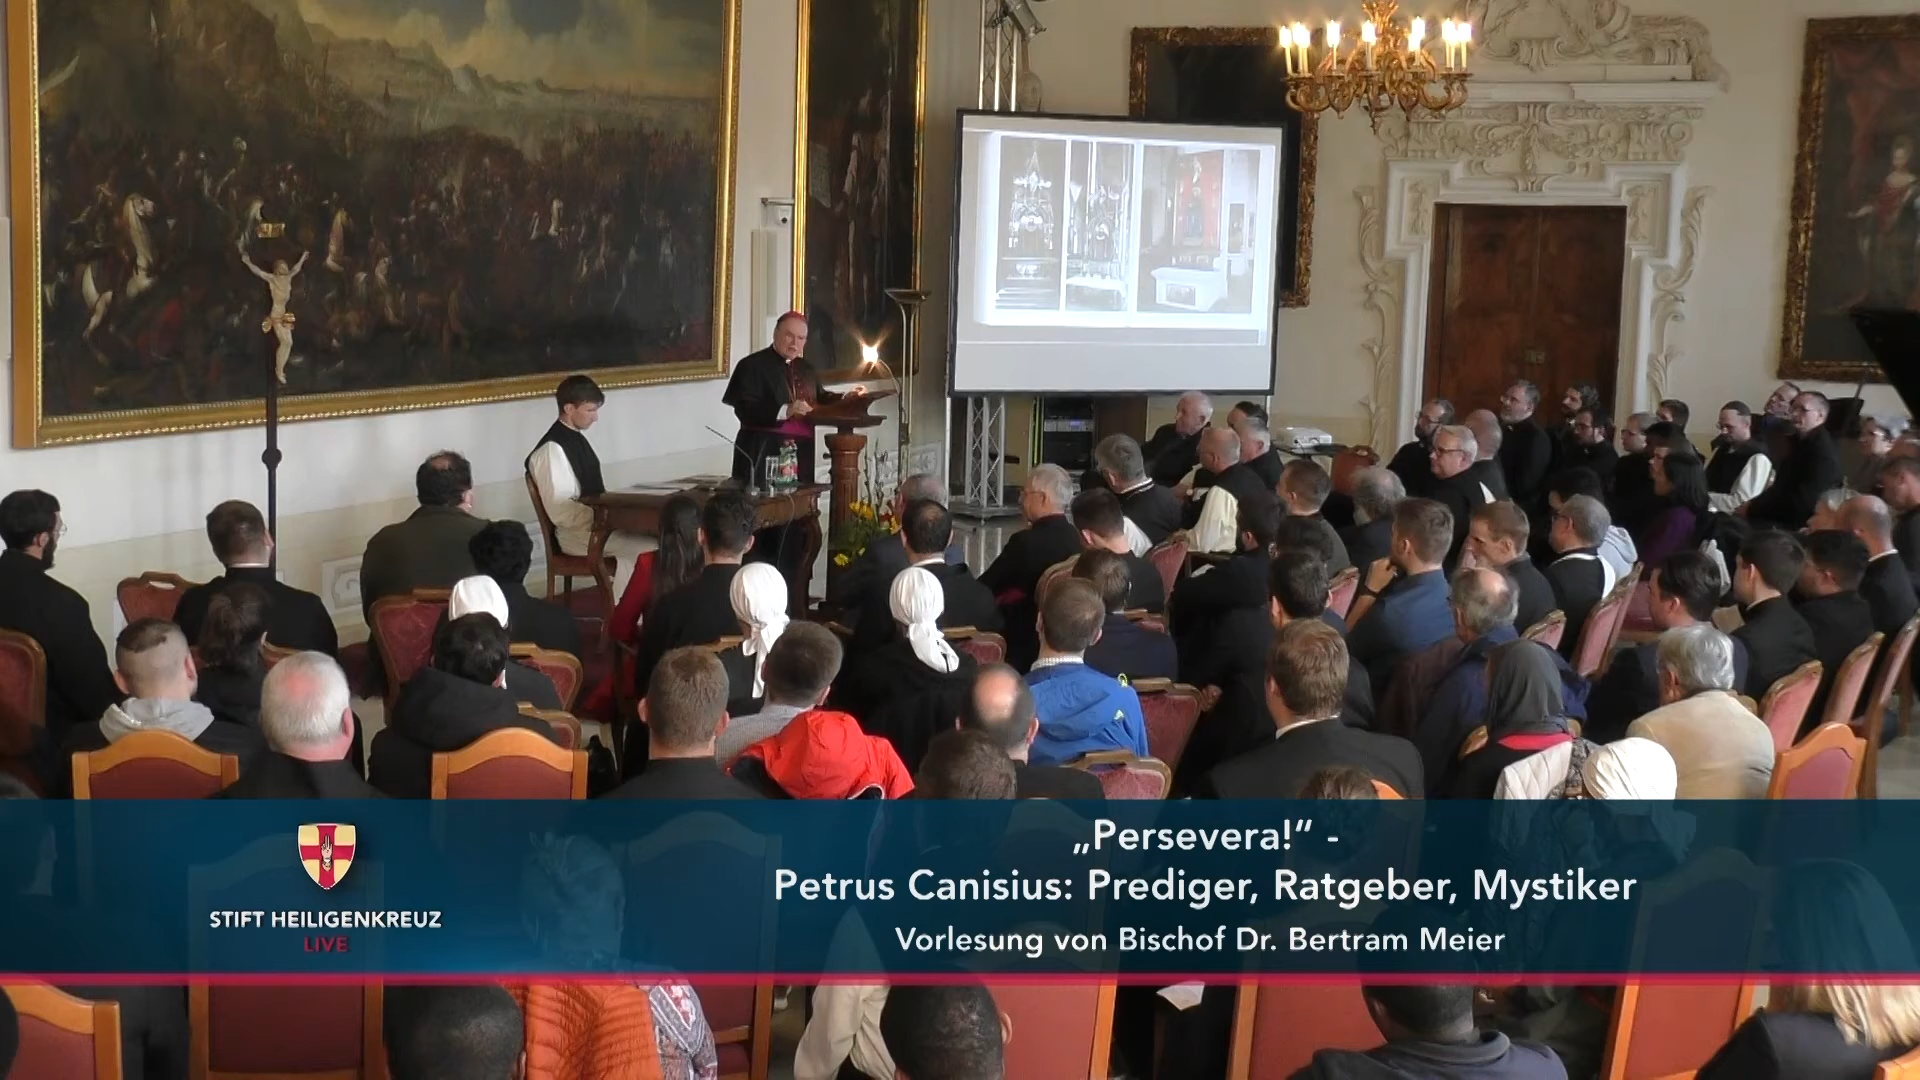 „Persevera!“ -
Petrus Canisius: Prediger, Ratgeber, Mystiker
Vorlesung von Bischof Dr. Bertram Meier
STIFT HEILIGENKREUZ
LIVE